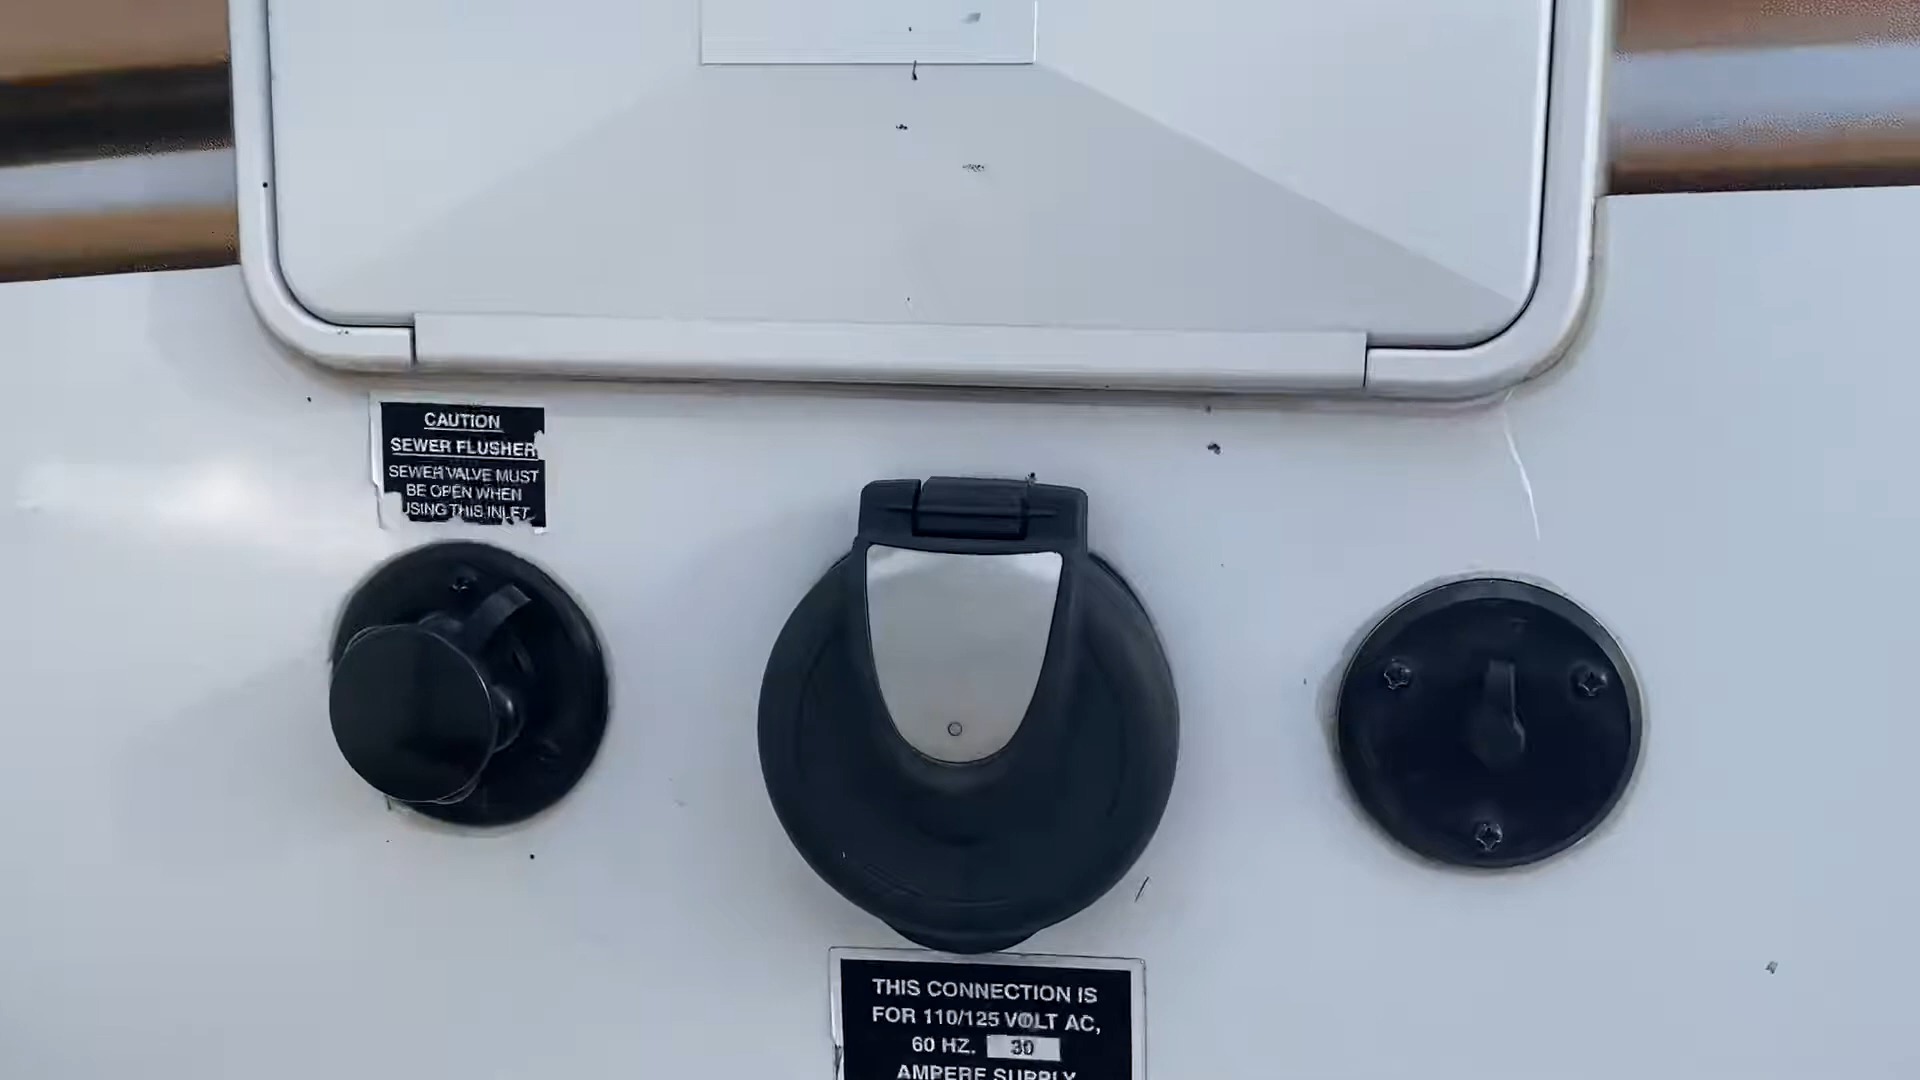 CAUTION
SEWER FLUSHER
SEWER VALVE MUST
BE OPEN WHEN
USING THIS INLET
THIS CONNECTION IS
FOR 110/125 VOLT AC,
60 HZ. 30
AMPERE SUPPLY